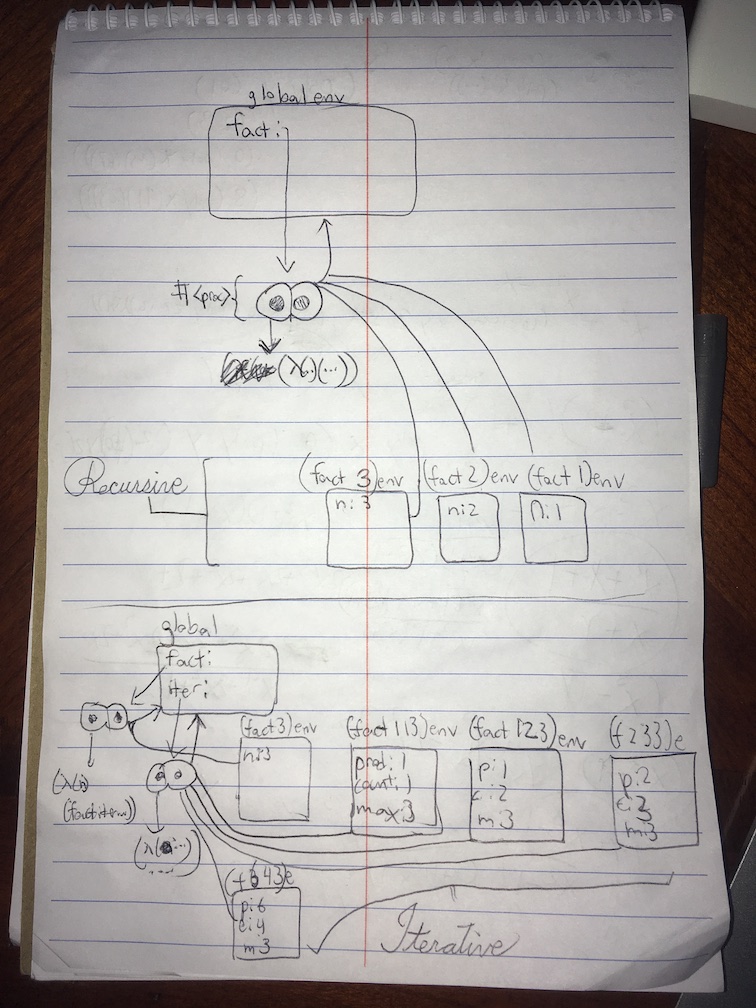 global env
fact:
#<proc>{
(λ(..)(...))
Recursive
(fact 3)env (fact 2)env (fact 1)env
n: 3
n:2
n:1
global
fact:
iter:
(fact3)env
n:3
(fact 1 1 3)env
prod:1
count:1
max:3
(fact 1 2 3)env
p:1
c:2
m:3
(f 2 3 3)e
p:2
c:3
m:3
(fact iter...)
(f 6 4 3)e
p:6
c:4
m:3
Iterative